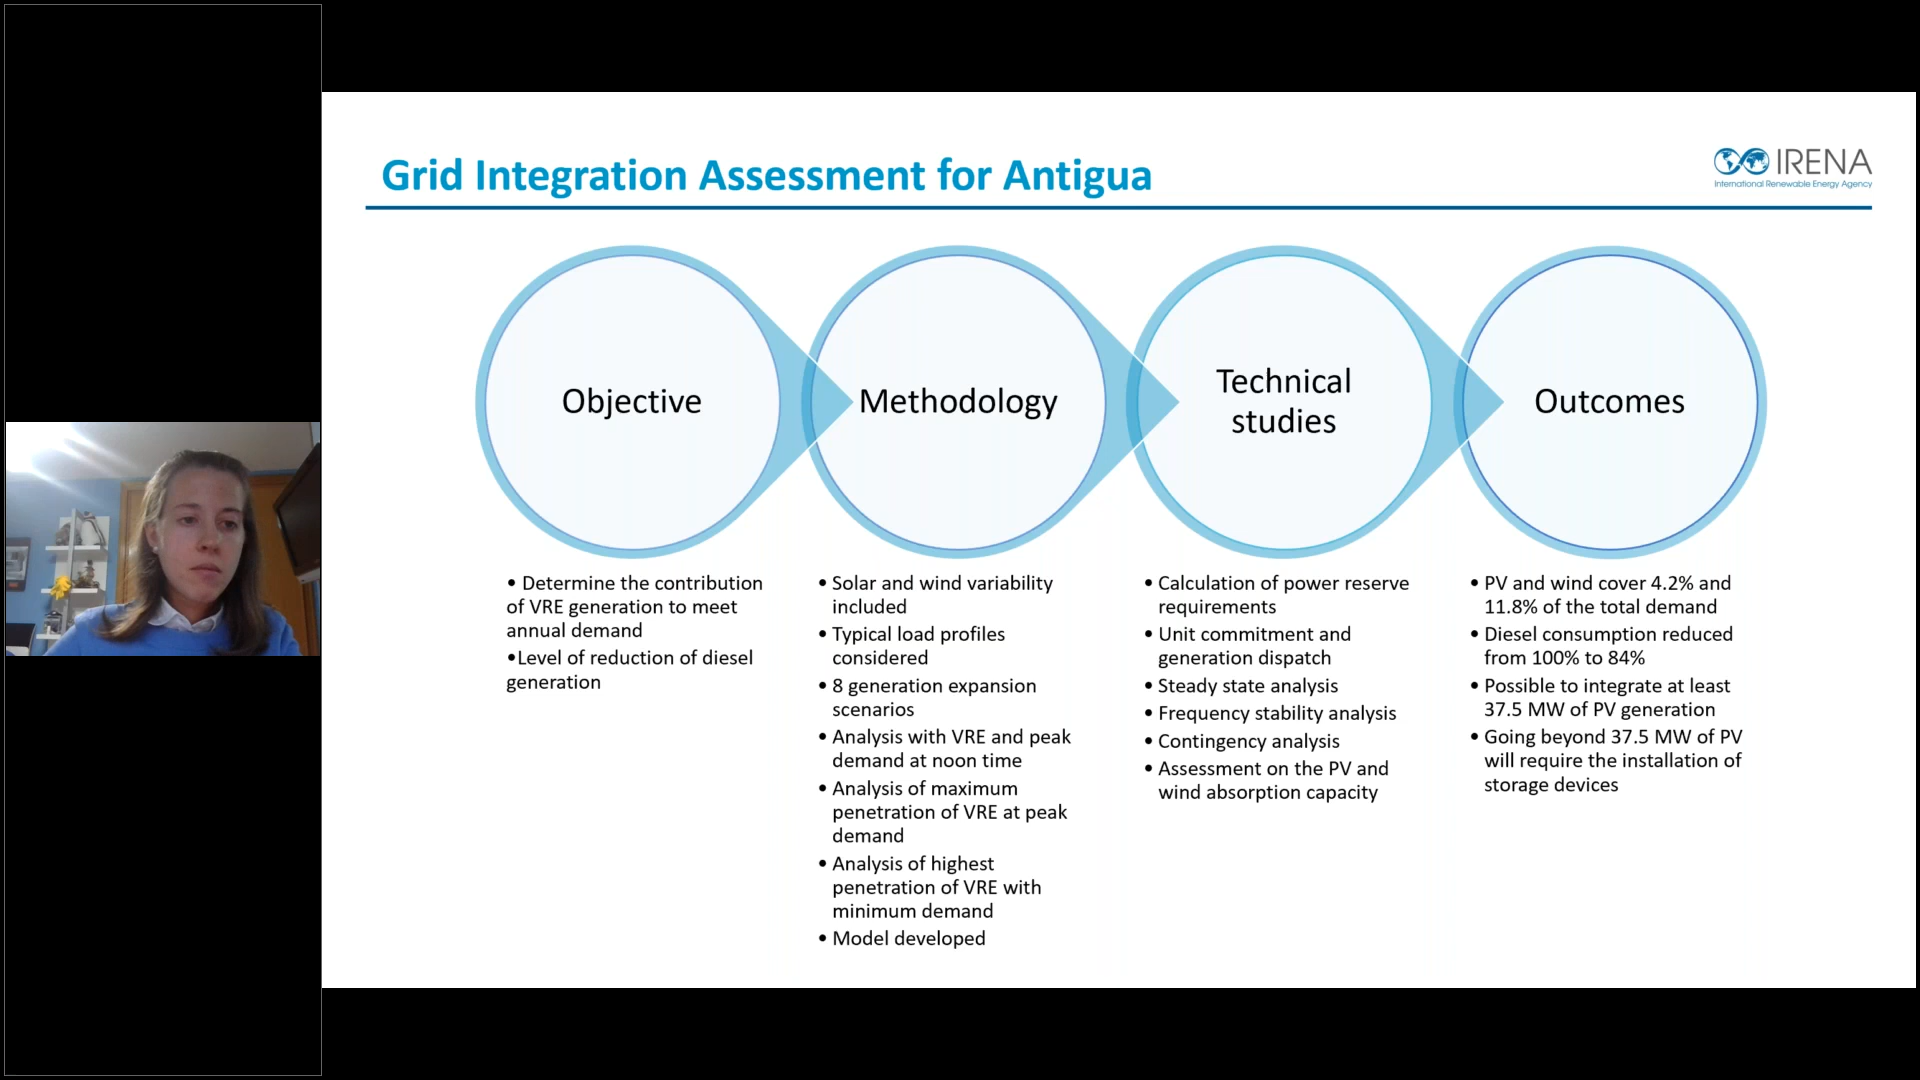 Grid Integration Assessment for Antigua
IRENA
International Renewable Energy Agency
Objective
Methodology
Technical
studies
Outcomes
• Determine the contribution
of VRE generation to meet
annual demand
•Level of reduction of diesel
generation
• Solar and wind variability
included
• Typical load profiles
considered
• 8 generation expansion
scenarios
• Analysis with VRE and peak
demand at noon time
• Analysis of maximum
penetration of VRE at peak
demand
• Analysis of highest
penetration of VRE with
minimum demand
• Model developed
• Calculation of power reserve
requirements
• Unit commitment and
generation dispatch
• Steady state analysis
• Frequency stability analysis
• Contingency analysis
• Assessment on the PV and
wind absorption capacity
• PV and wind cover 4.2% and
11.8% of the total demand
• Diesel consumption reduced
from 100% to 84%
• Possible to integrate at least
37.5 MW of PV generation
• Going beyond 37.5 MW of PV
will require the installation of
storage devices